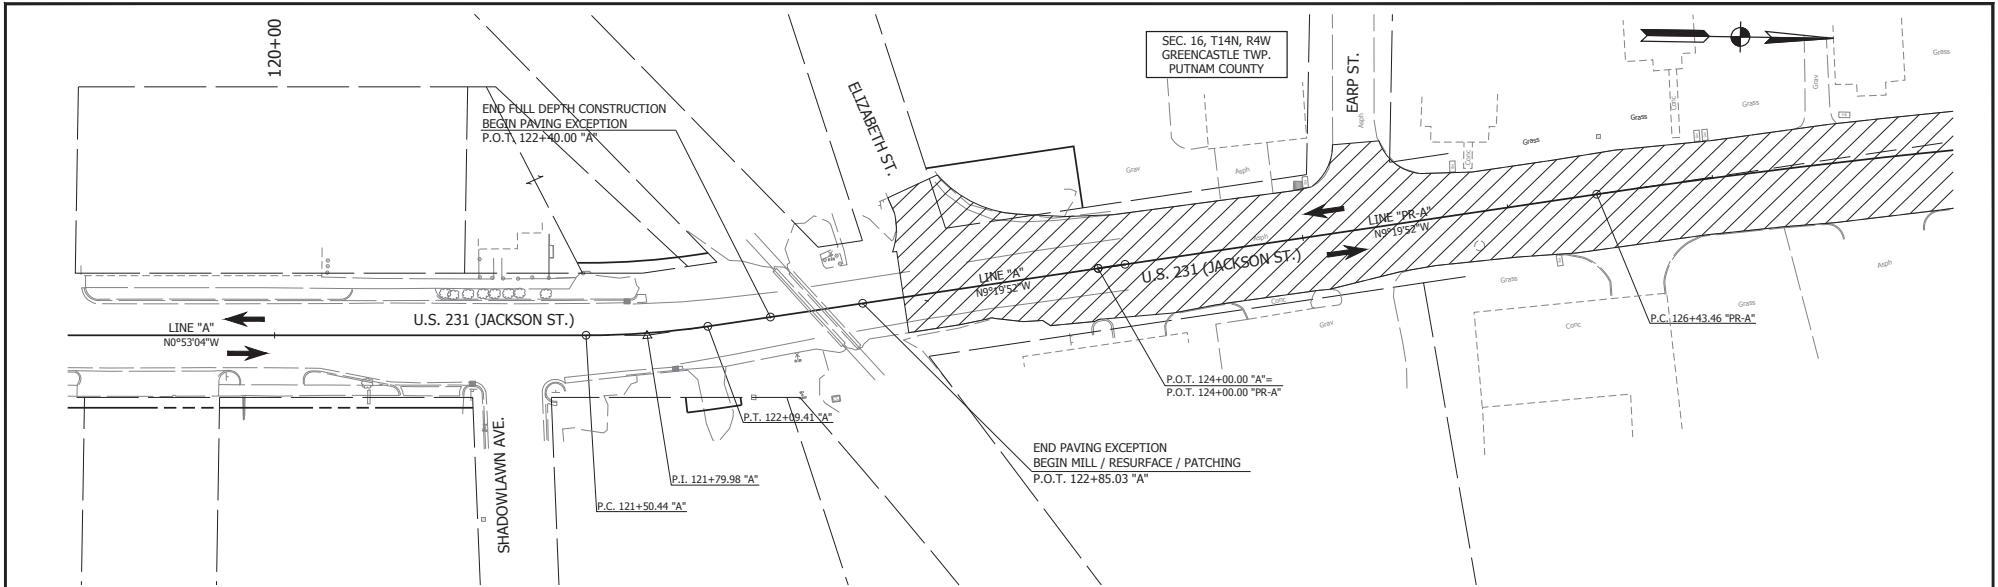 120+00
SEC. 16, T14N, R4W
GREENCASTLE TWP.
PUTNAM COUNTY
EARP ST.
ELIZABETH ST.
END FULL DEPTH CONSTRUCTION
BEGIN PAVING EXCEPTION
P.O.T. 122+40.00 "A"
Grass
Grav
Grass
Conc
Grass
Grass
Asph
Conc
Grav
Asph
LINE "PR-A"
N9°19'52"W
Asph
U.S. 231 (JACKSON ST.)
LINE "A"
N9°19'52"W
Asph
Grass
Conc
Grass
Conc
Grav
U.S. 231 (JACKSON ST.)
LINE "A"
N0°53'04"W
P.C. 126+43.46 "PR-A"
P.O.T. 124+00.00 "A"=
P.O.T. 124+00.00 "PR-A"
P.T. 122+09.41 "A"
END PAVING EXCEPTION
BEGIN MILL / RESURFACE / PATCHING
P.O.T. 122+85.03 "A"
P.I. 121+79.98 "A"
P.C. 121+50.44 "A"
SHADOWLAWN AVE.